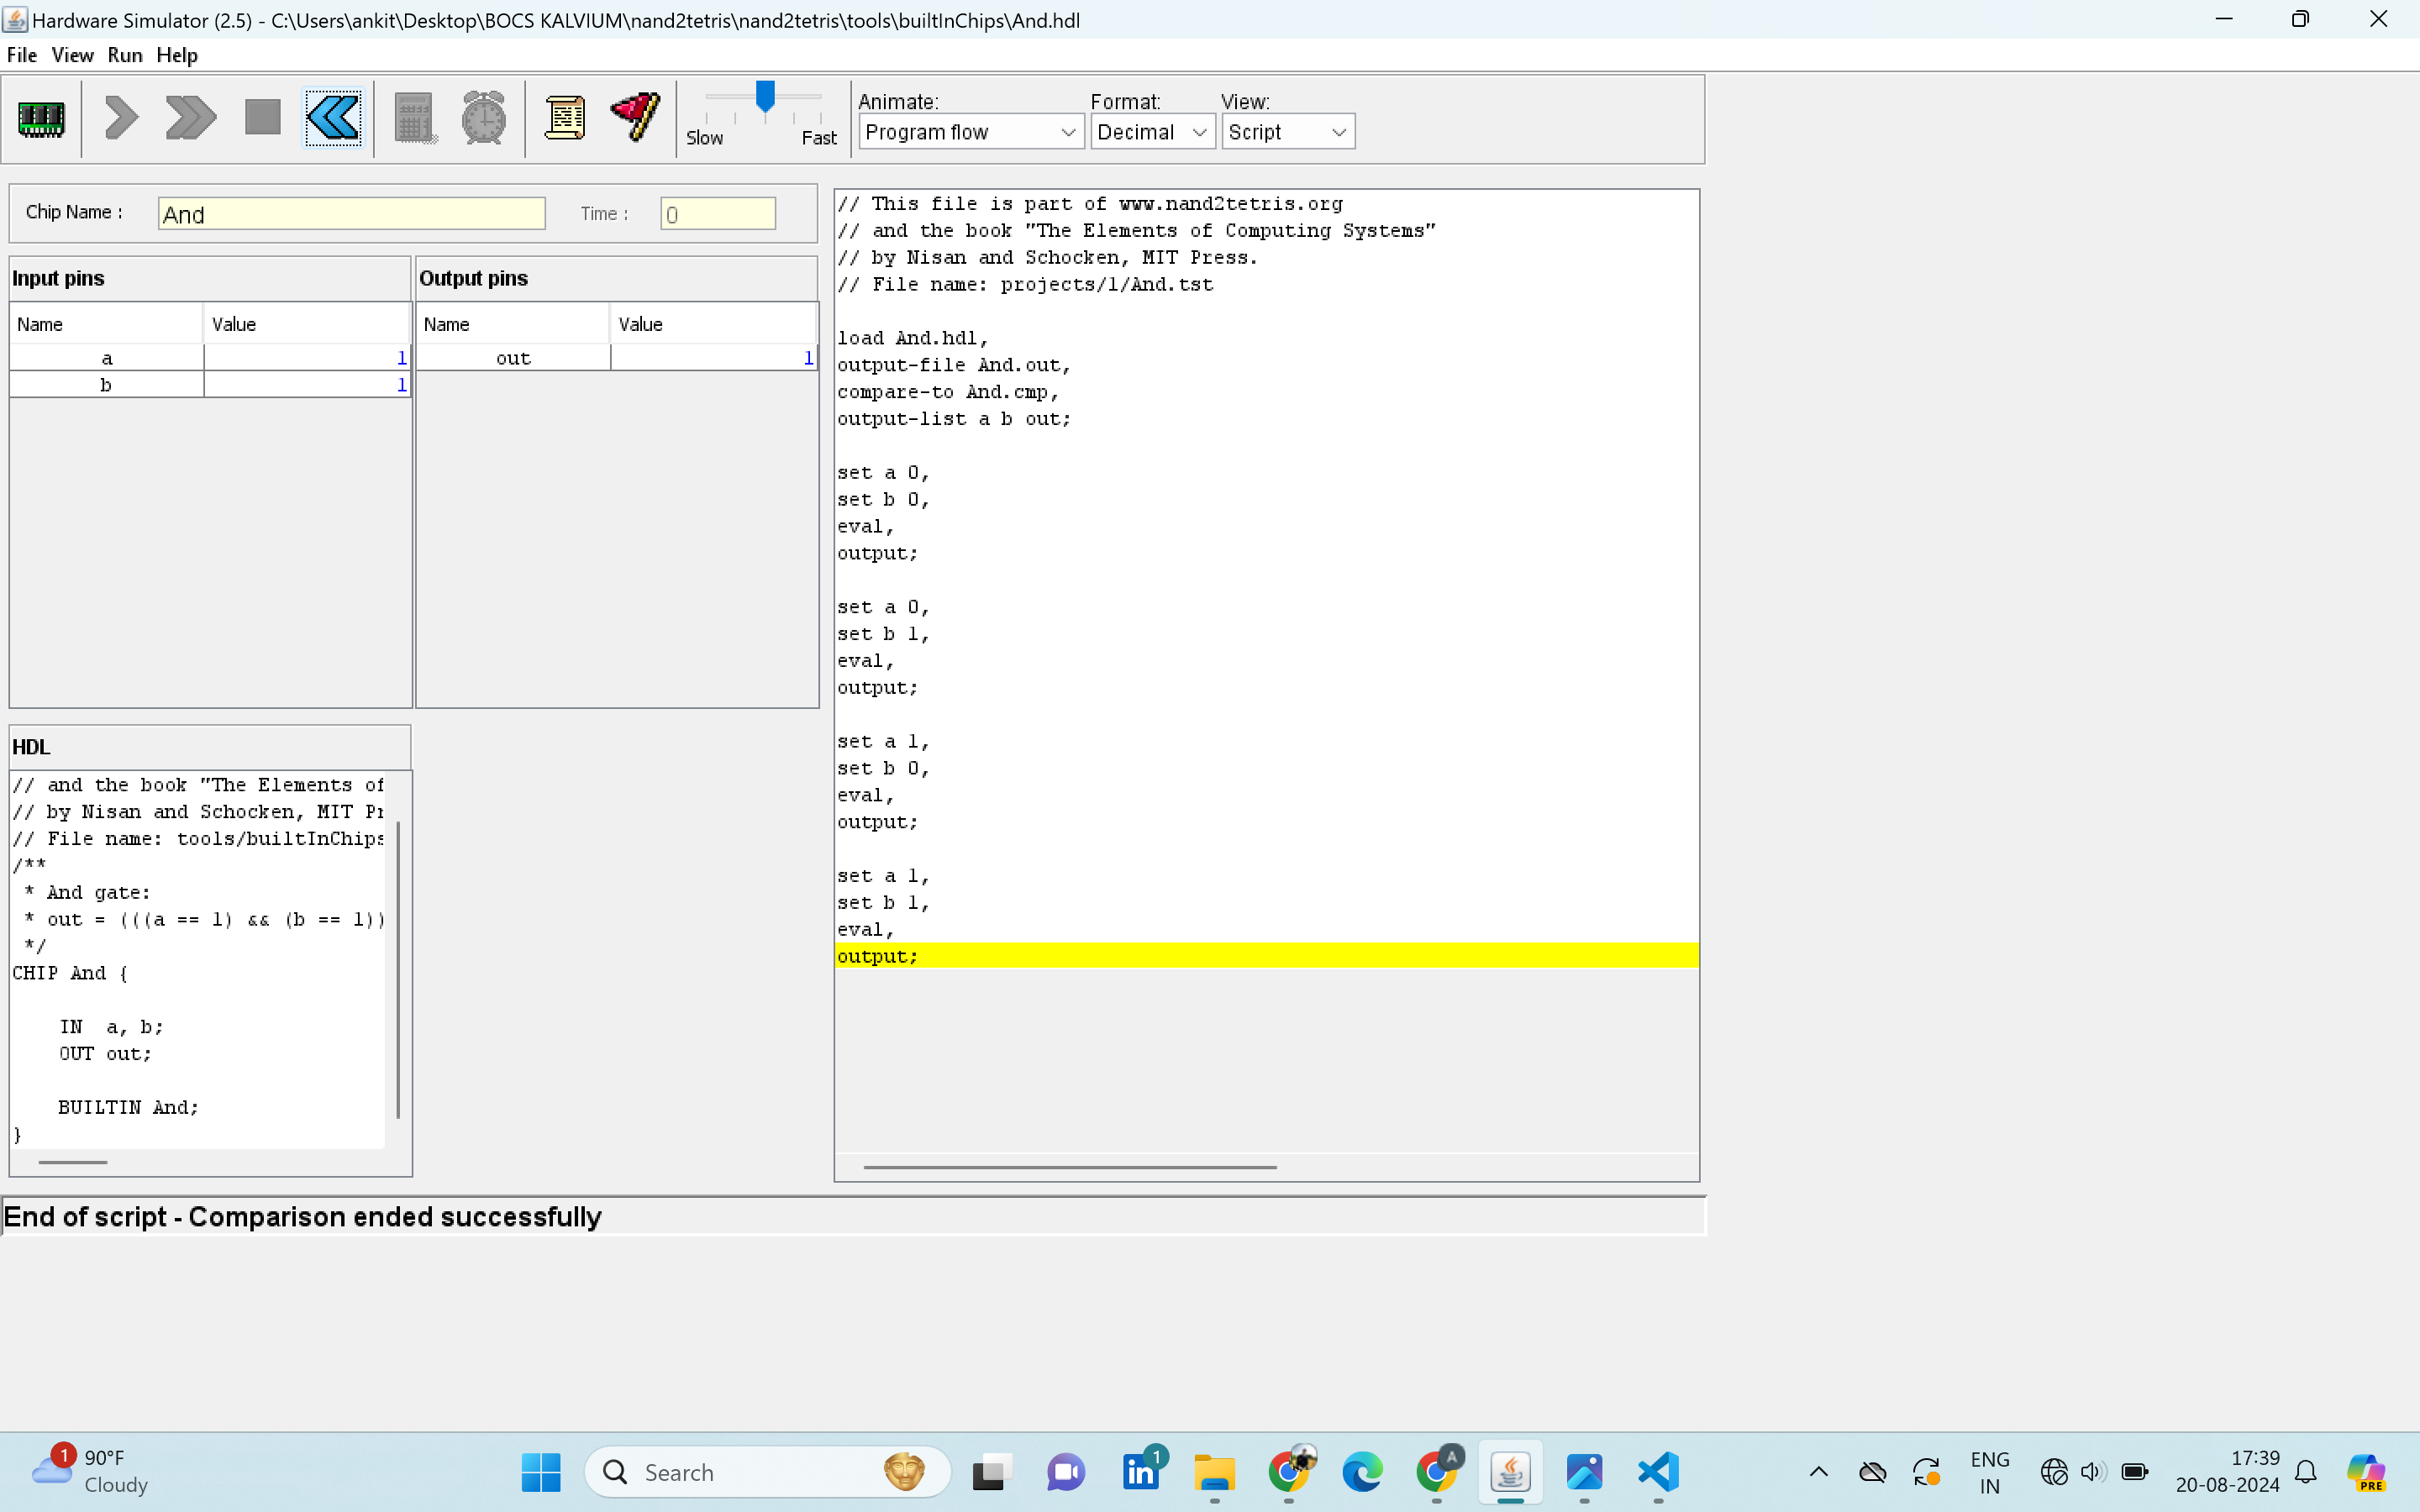 Hardware Simulator (2.5) - C:\Users\ankit\Desktop\BOCS KALVIUM\nand2tetris\nand2tetris\tools\builtInChips\And.hdl
File View Run Help
Animate: Format: View:
Slow Fast Program flow Decimal Script
Chip Name : And Time : 0
Input pins Output pins
Name Value Name Value
a 1 out 1
b 1
HDL
// and the book "The Elements of
// by Nisan and Schocken, MIT Pr
// File name: tools/builtInChips
/**
* And gate:
* out = (((a == 1) && (b == 1))
*/
CHIP And {
IN a, b;
OUT out;
BUILTIN And;
}
// This file is part of www.nand2tetris.org
// and the book "The Elements of Computing Systems"
// by Nisan and Schocken, MIT Press.
// File name: projects/1/And.tst
load And.hdl,
output-file And.out,
compare-to And.cmp,
output-list a b out;
set a 0,
set b 0,
eval,
output;
set a 0,
set b 1,
eval,
output;
set a 1,
set b 0,
eval,
output;
set a 1,
set b 1,
eval,
output;
End of script - Comparison ended successfully
1 90°F
Cloudy
Search
in 1
A
ENG
IN
17:39
20-08-2024
PRE